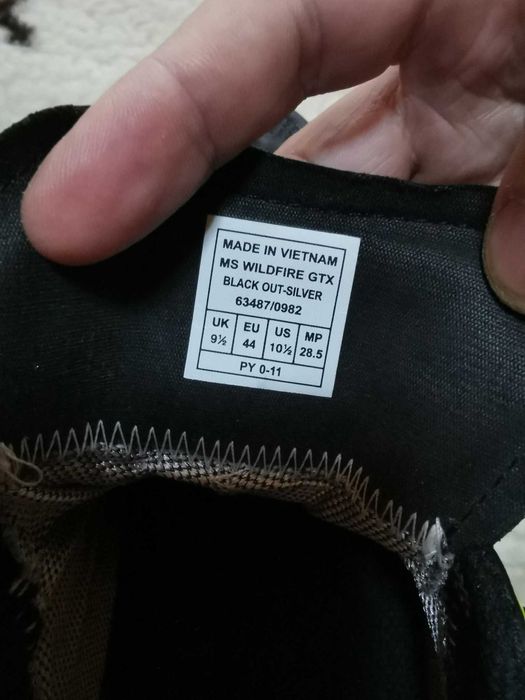 MADE IN VIETNAM
MS WILDFIRE GTX
BLACK OUT-SILVER
63487/0982
UK EU US MP
9½ 44 10½ 28.5
PY 0-11